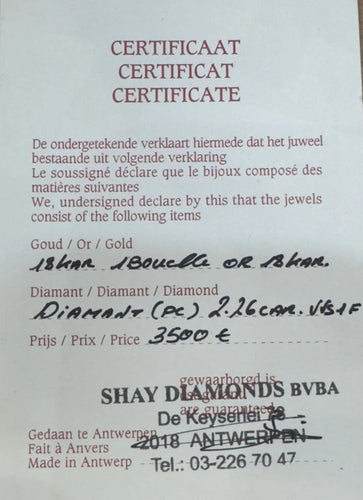 CERTIFICAAT
CERTIFICAT
CERTIFICATE
De ondergetekende verklaart hiermede dat het juweel
bestaande uit volgende verklaring
Le soussigné déclare que le bijoux composé des
matières suivantes
We, undersigned declare by this that the jewels
consist of the following items
Goud / Or / Gold
18KAR 1Boucle OR 18KAR.
Diamant / Diamant / Diamond
DIAMANT (PC) 2.26CAR. VS1F
Prijs / Prix / Price 3500 €
gewaarborgd is
SHAY DIAMONDS BVBA
are guaranteed
De Keyserlei 78
Gedaan te Antwerpen
2018 ANTWERPEN
Fait à Anvers
Made in Antwerp
Tel.: 03-226 70 47